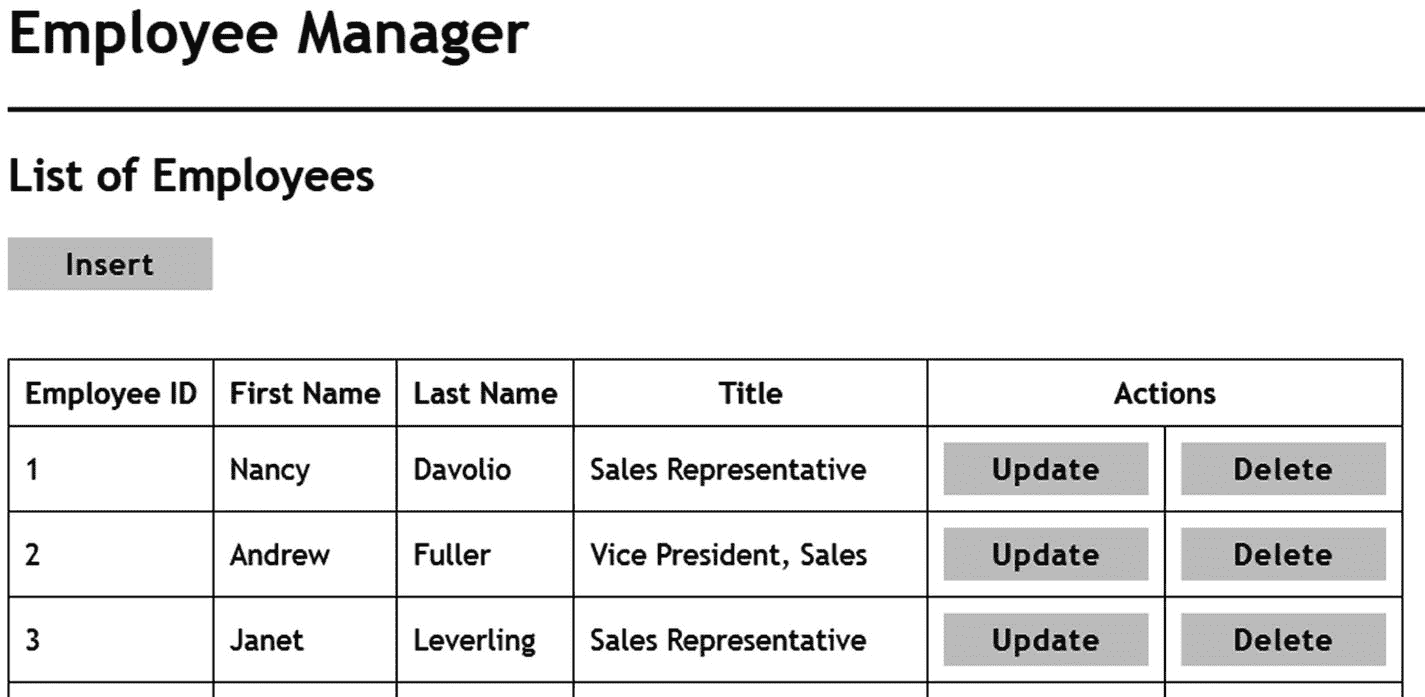 Employee Manager
List of Employees
Insert
Employee ID First Name Last Name Title Actions
1 Nancy Davolio Sales Representative Update Delete
2 Andrew Fuller Vice President, Sales Update Delete
3 Janet Leverling Sales Representative Update Delete